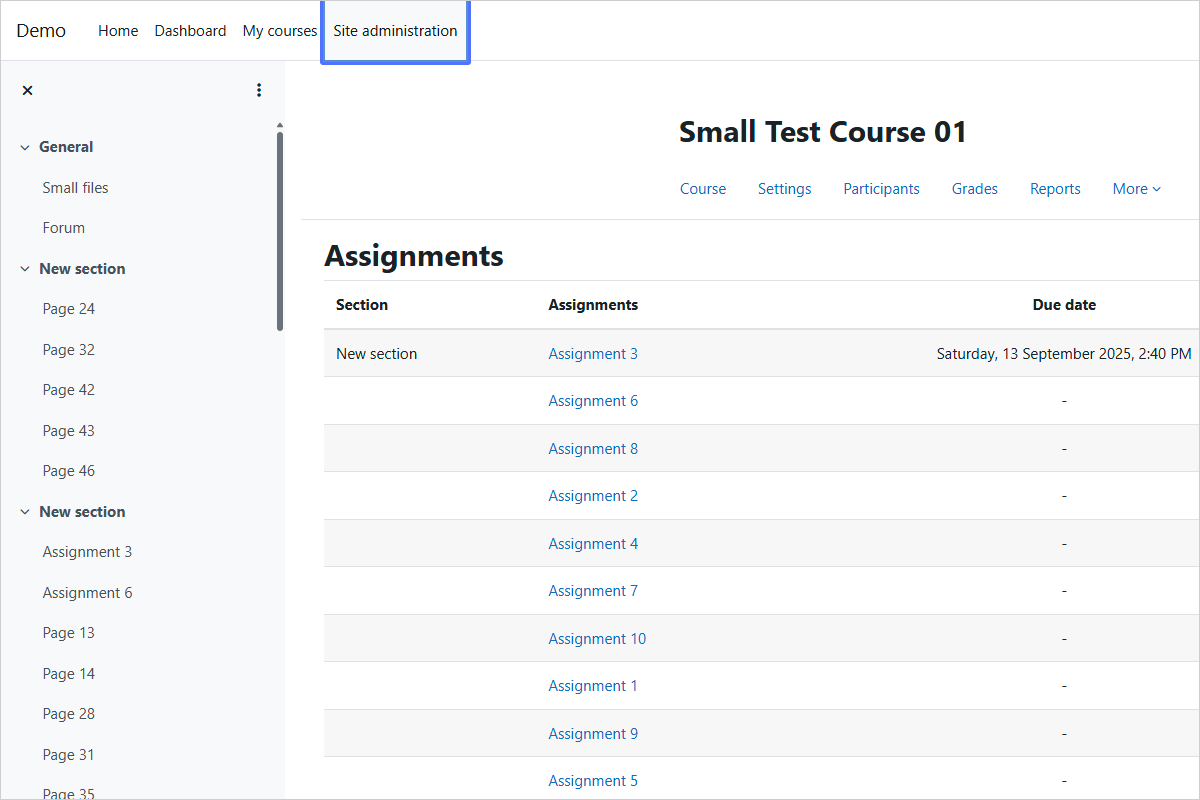 Demo Home Dashboard My courses Site administration
General
Small files
Forum
New section
Page 24
Page 32
Page 42
Page 43
Page 46
New section
Assignment 3
Assignment 6
Page 13
Page 14
Page 28
Page 31
Page 35
Small Test Course 01
Course Settings Participants Grades Reports More
Assignments
Section Assignments Due date
New section Assignment 3 Saturday, 13 September 2025, 2:40 PM
Assignment 6 -
Assignment 8 -
Assignment 2 -
Assignment 4 -
Assignment 7 -
Assignment 10 -
Assignment 1 -
Assignment 9 -
Assignment 5 -